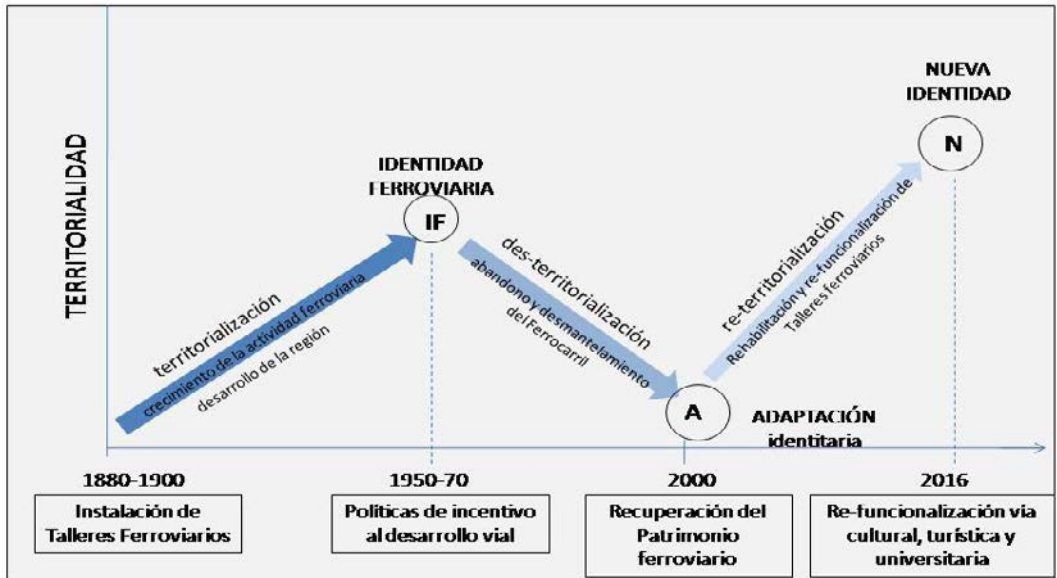 TERRITORIALIDAD
territorialización
crecimiento de la actividad ferroviaria
desarrollo de la región
IDENTIDAD
FERROVIARIA
IF
des-territorialización
abandono y desmantelamiento
del Ferrocarril
A
ADAPTACIÓN
identitaria
re-territorialización
Rehabilitación y re-funcionalización de
Talleres ferroviarios
NUEVA
IDENTIDAD
N
1880-1900
Instalación de
Talleres Ferroviarios
1950-70
Políticas de incentivo
al desarrollo vial
2000
Recuperación del
Patrimonio
ferroviario
2016
Re-funcionalización via
cultural, turística y
universitaria